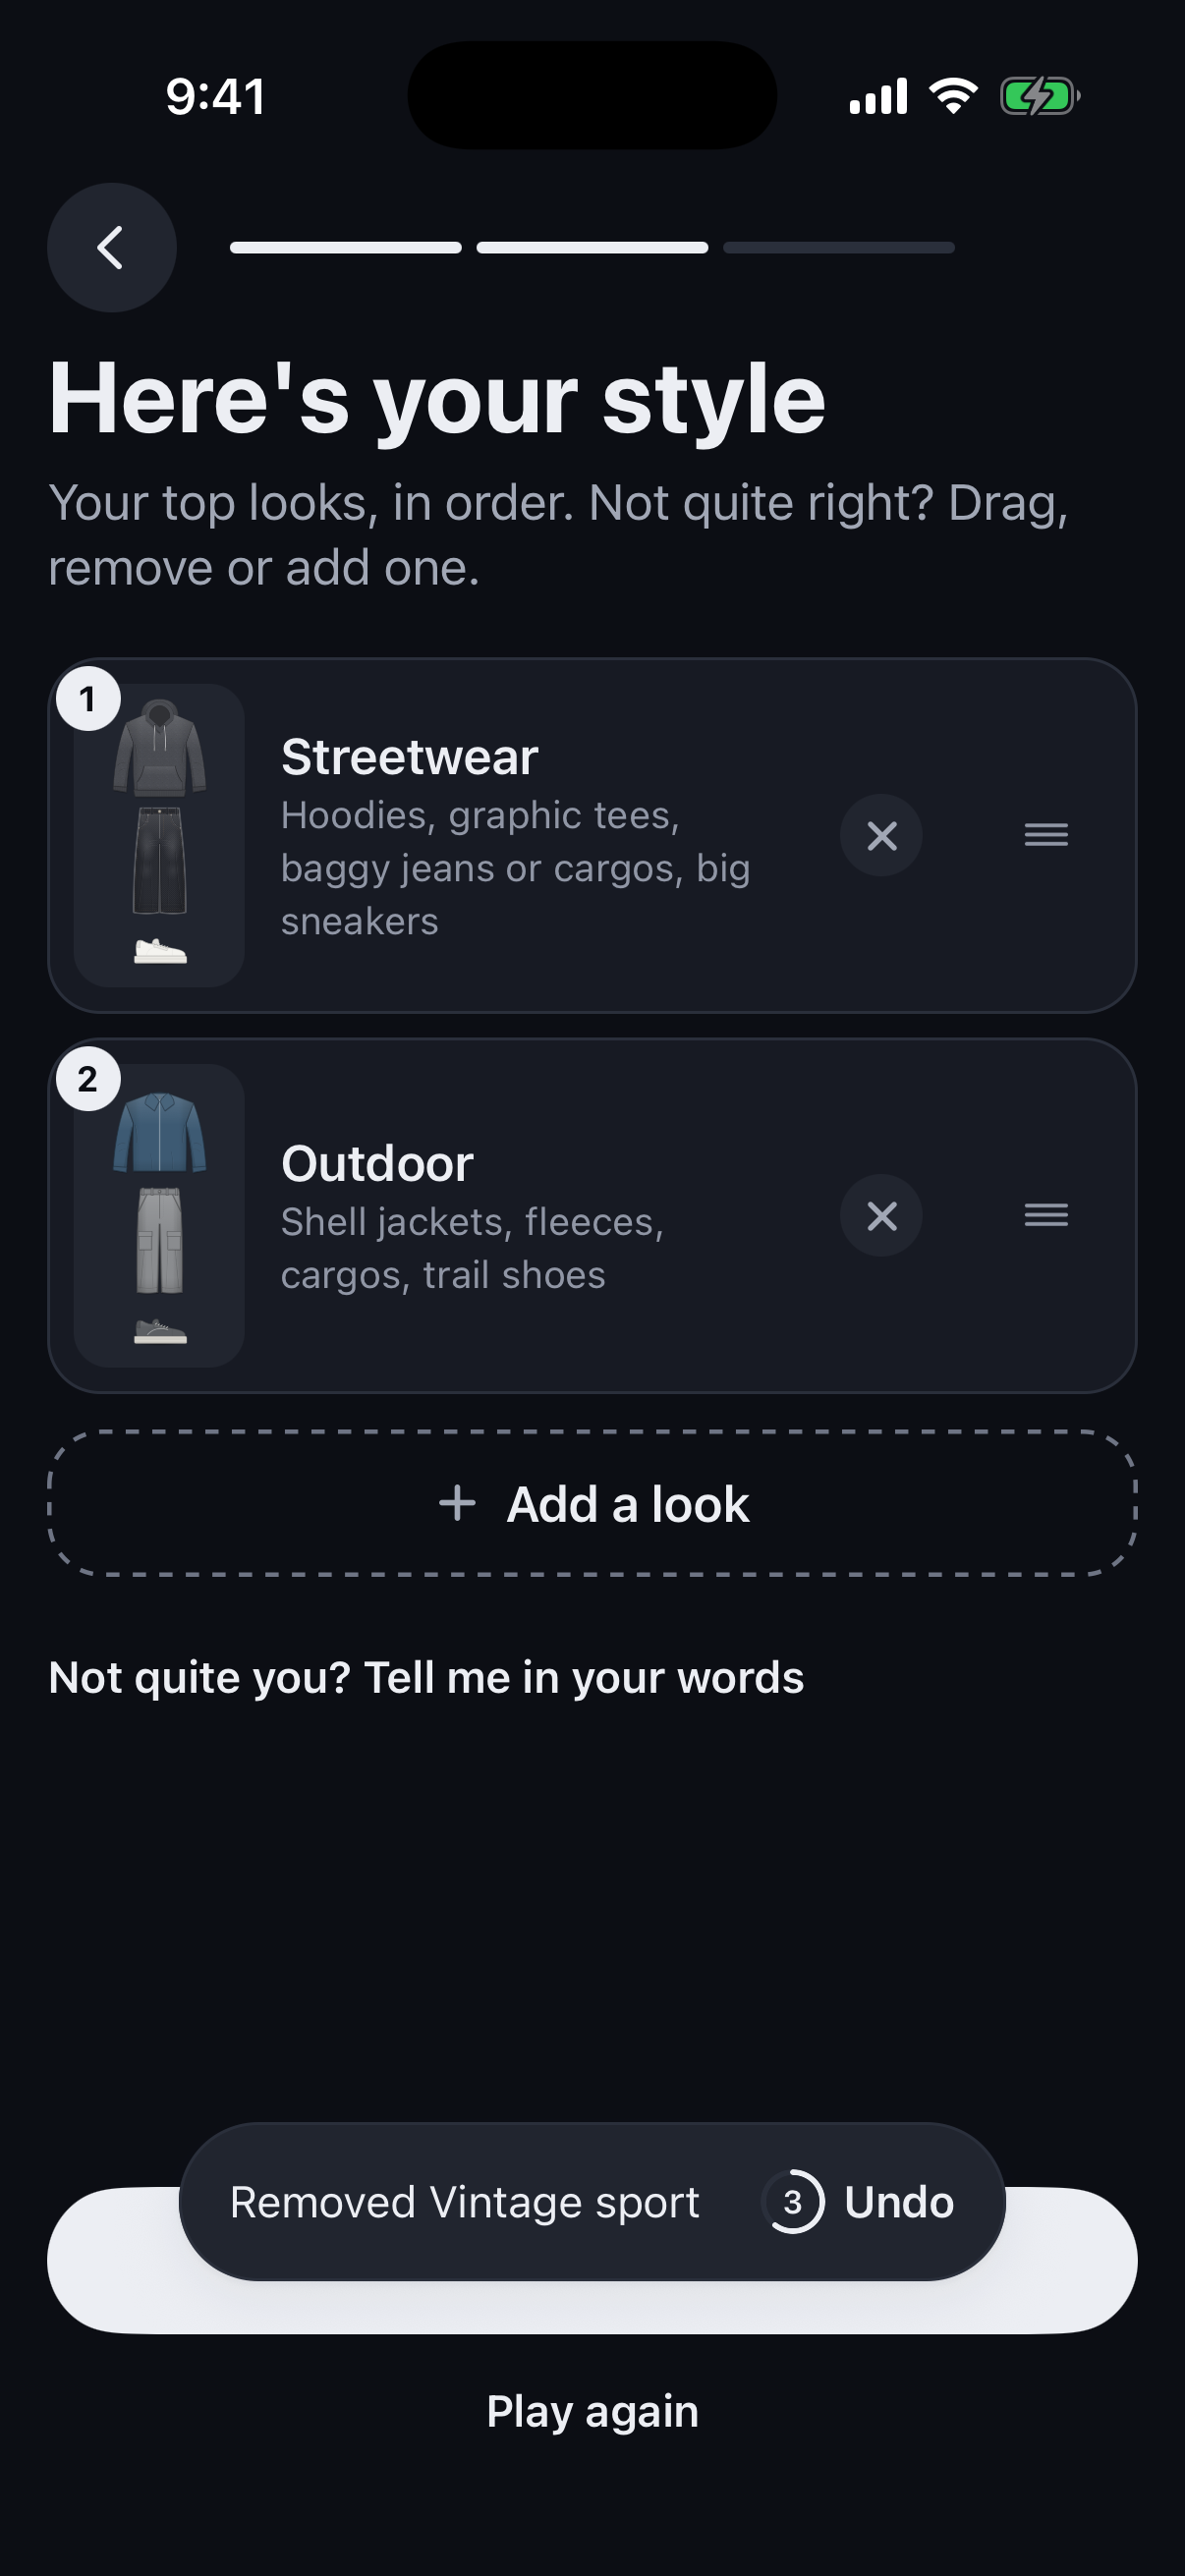 9:41
Here's your style
Your top looks, in order. Not quite right? Drag,
remove or add one.
1
Streetwear
Hoodies, graphic tees,
baggy jeans or cargos, big
sneakers
2
Outdoor
Shell jackets, fleeces,
cargos, trail shoes
+ Add a look
Not quite you? Tell me in your words
Removed Vintage sport 3 Undo
Play again